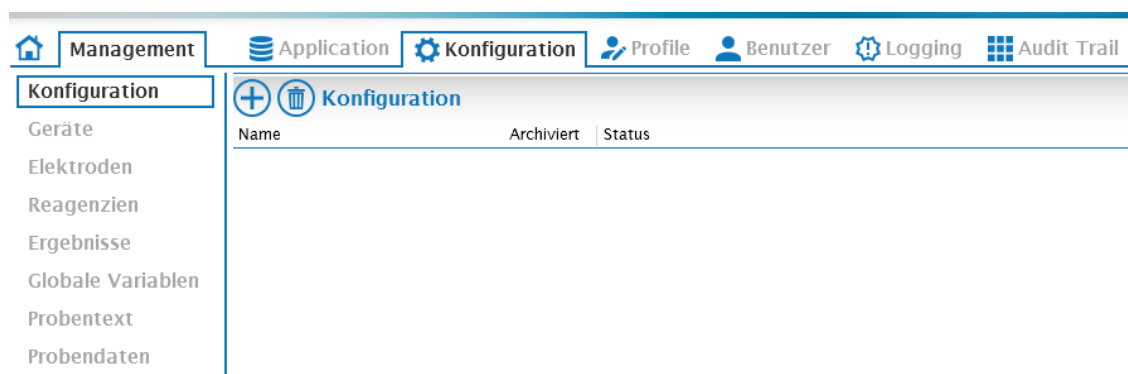 Management Application Konfiguration Profile Benutzer Logging Audit Trail
Konfiguration
Geräte
Elektroden
Reagenzien
Ergebnisse
Globale Variablen
Probentext
Probendaten
Konfiguration
Name Archiviert Status